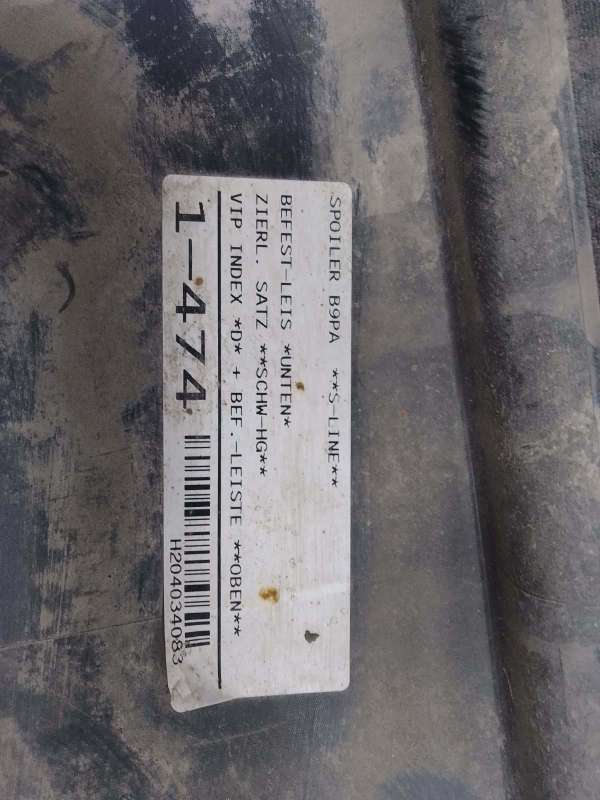 SPOILER B9PA **S-LINE**
BEFEST-LEIS *UNTEN*
ZIERL. SATZ **SCHW-HG**
VIP INDEX *D* + BEF.-LEISTE **OBEN**
1-474
H204034083